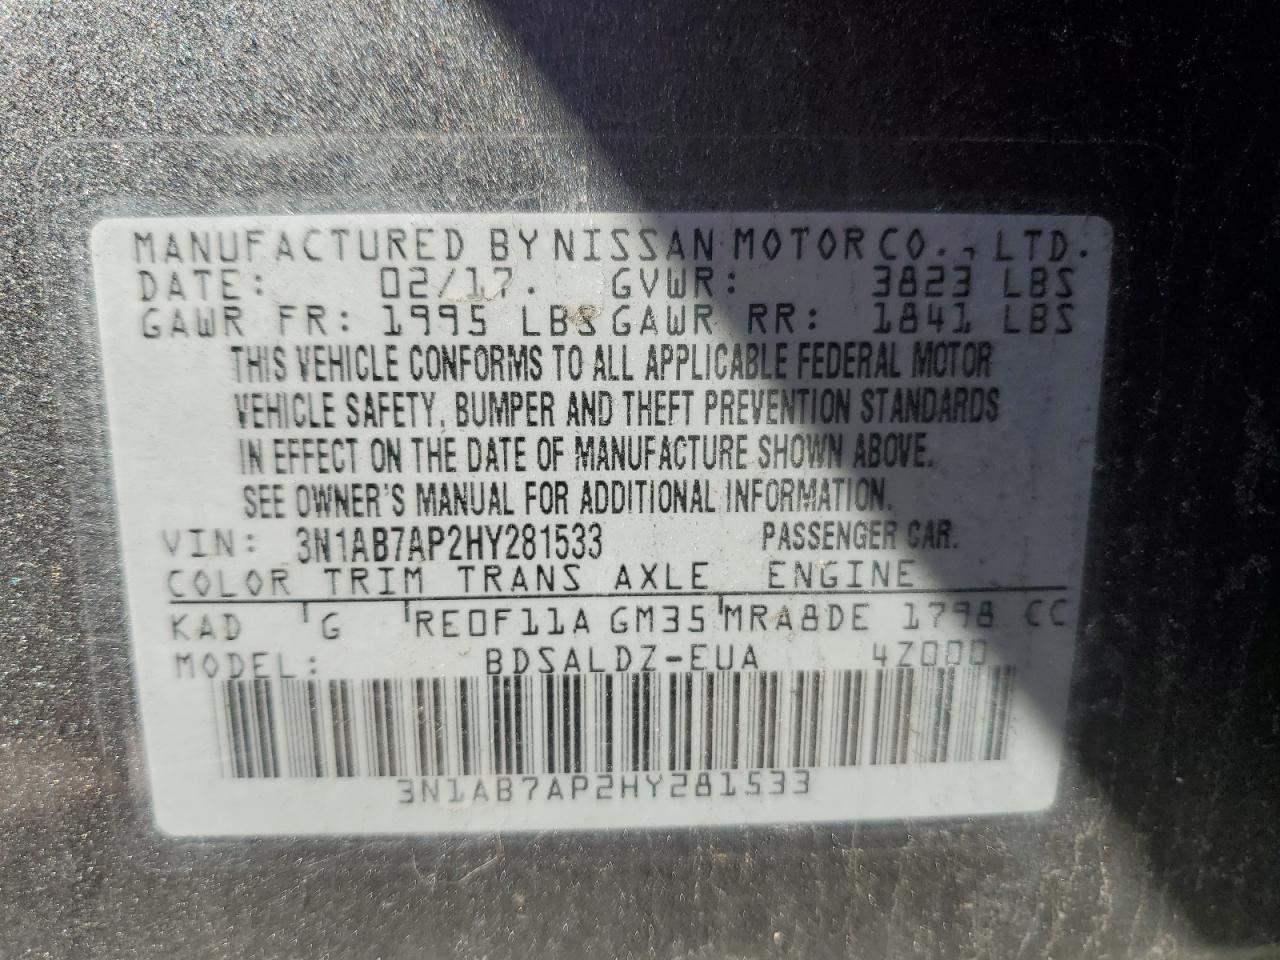 MANUFACTURED BY NISSAN MOTOR CO., LTD.
DATE: 02/17. GVWR: 3823 LBS
GAWR FR: 1995 LBS GAWR RR: 1841 LBS
THIS VEHICLE CONFORMS TO ALL APPLICABLE FEDERAL MOTOR
VEHICLE SAFETY, BUMPER AND THEFT PREVENTION STANDARDS
IN EFFECT ON THE DATE OF MANUFACTURE SHOWN ABOVE.
SEE OWNER'S MANUAL FOR ADDITIONAL INFORMATION.
VIN: 3N1AB7AP2HY281533 PASSENGER CAR.
COLOR TRIM TRANS AXLE ENGINE
KAD G RE0F11A GM35 MRA8DE 1798 CC
MODEL: BDSALDZ-EUA 4Z000
3N1AB7AP2HY281533